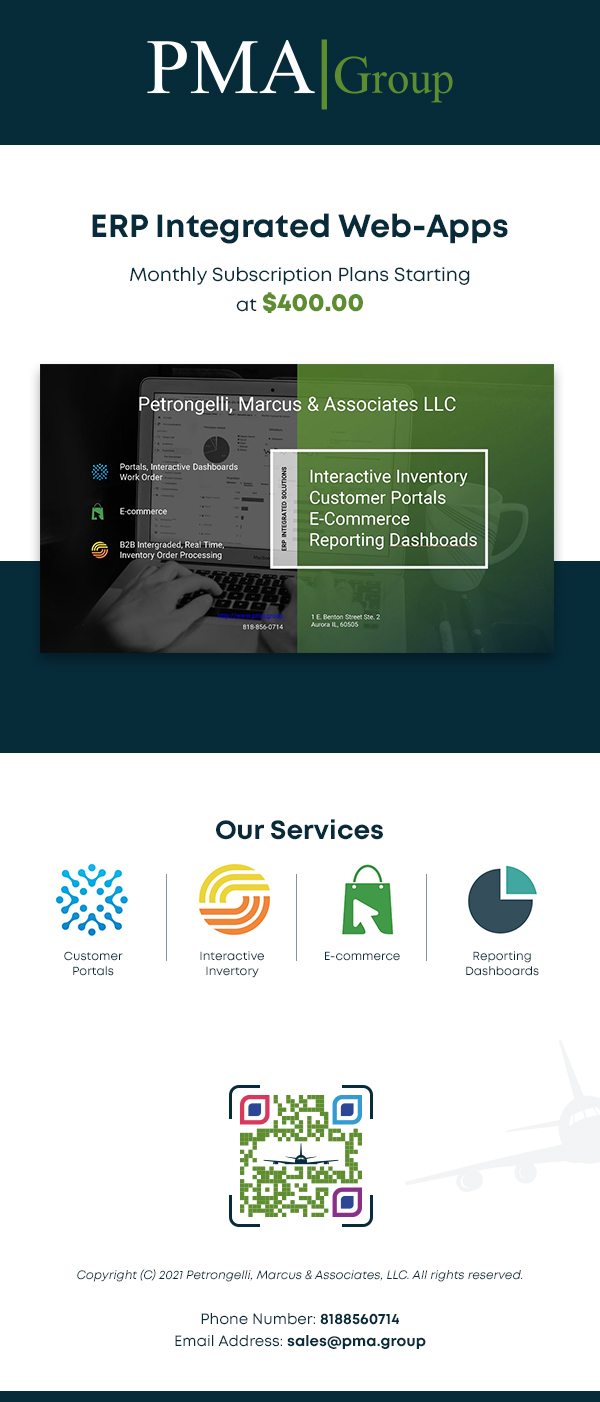 PMA|Group
ERP Integrated Web-Apps
Monthly Subscription Plans Starting
at $400.00
Petrongelli, Marcus & Associates LLC
Portals, Interactive Dashboards
Work Order
E-commerce
B2B Intergraded, Real Time,
Inventory Order Processing
ERP INTEGRATED SOLUTIONS
Interactive Inventory
Customer Portals
E-Commerce
Reporting Dashboads
818-856-0714
1 E. Benton Street Ste, 2
Aurora IL, 60505
Our Services
Customer
Portals
Interactive
Invertory
E-commerce
Reporting
Dashboards
Copyright (C) 2021 Petrongelli, Marcus & Associates, LLC. All rights reserved.
Phone Number: 8188560714
Email Address: sales@pma.group